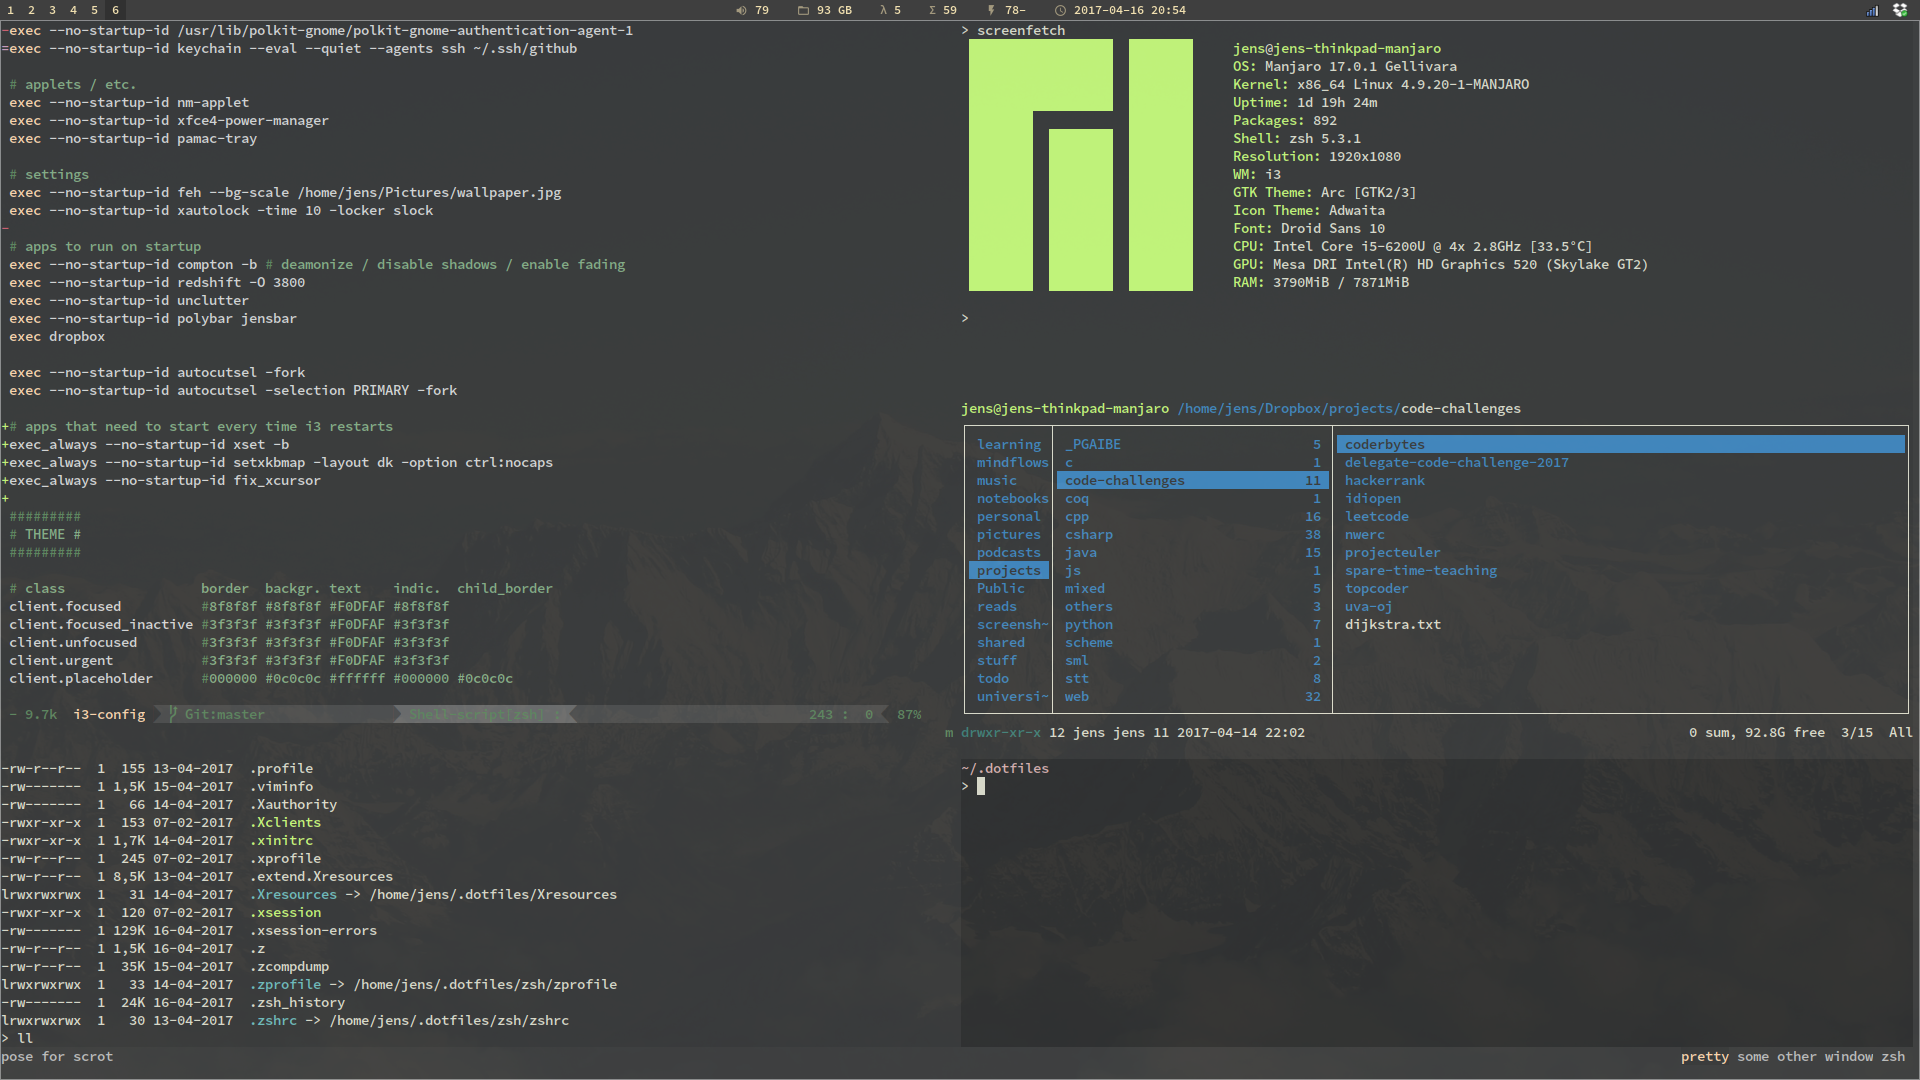 1 2 3 4 5 6 79 93 GB λ 5 Σ 59 78- 2017-04-16 20:54
-exec --no-startup-id /usr/lib/polkit-gnome/polkit-gnome-authentication-agent-1
=exec --no-startup-id keychain --eval --quiet --agents ssh ~/.ssh/github
# applets / etc.
exec --no-startup-id nm-applet
exec --no-startup-id xfce4-power-manager
exec --no-startup-id pamac-tray
# settings
exec --no-startup-id feh --bg-scale /home/jens/Pictures/wallpaper.jpg
exec --no-startup-id xautolock -time 10 -locker slock
-
# apps to run on startup
exec --no-startup-id compton -b # deamonize / disable shadows / enable fading
exec --no-startup-id redshift -O 3800
exec --no-startup-id unclutter
exec --no-startup-id polybar jensbar
exec dropbox
exec --no-startup-id autocutsel -fork
exec --no-startup-id autocutsel -selection PRIMARY -fork
+# apps that need to start every time i3 restarts
+exec_always --no-startup-id xset -b
+exec_always --no-startup-id setxkbmap -layout dk -option ctrl:nocaps
+exec_always --no-startup-id fix_xcursor
+
#########
# THEME #
#########
# class border backgr. text indic. child_border
client.focused #8f8f8f #8f8f8f #F0DFAF #8f8f8f
client.focused_inactive #3f3f3f #3f3f3f #F0DFAF #3f3f3f
client.unfocused #3f3f3f #3f3f3f #F0DFAF #3f3f3f
client.urgent #3f3f3f #3f3f3f #F0DFAF #3f3f3f
client.placeholder #000000 #0c0c0c #ffffff #000000 #0c0c0c
- 9.7k i3-config Git:master Shell-script[zsh] 243 : 0 87%
-rw-r--r-- 1 155 13-04-2017 .profile
-rw------- 1 1,5K 15-04-2017 .viminfo
-rw------- 1 66 14-04-2017 .Xauthority
-rwxr-xr-x 1 153 07-02-2017 .Xclients
-rwxr-xr-x 1 1,7K 14-04-2017 .xinitrc
-rw-r--r-- 1 245 07-02-2017 .xprofile
-rw-r--r-- 1 8,5K 13-04-2017 .extend.Xresources
lrwxrwxrwx 1 31 14-04-2017 .Xresources -> /home/jens/.dotfiles/Xresources
-rwxr-xr-x 1 120 07-02-2017 .xsession
-rw------- 1 129K 16-04-2017 .xsession-errors
-rw-r--r-- 1 1,5K 16-04-2017 .z
-rw-r--r-- 1 35K 15-04-2017 .zcompdump
lrwxrwxrwx 1 33 14-04-2017 .zprofile -> /home/jens/.dotfiles/zsh/zprofile
-rw------- 1 24K 16-04-2017 .zsh_history
lrwxrwxrwx 1 30 13-04-2017 .zshrc -> /home/jens/.dotfiles/zsh/zshrc
> ll
pose for scrot
> screenfetch
jens@jens-thinkpad-manjaro
OS: Manjaro 17.0.1 Gellivara
Kernel: x86_64 Linux 4.9.20-1-MANJARO
Uptime: 1d 19h 24m
Packages: 892
Shell: zsh 5.3.1
Resolution: 1920x1080
WM: i3
GTK Theme: Arc [GTK2/3]
Icon Theme: Adwaita
Font: Droid Sans 10
CPU: Intel Core i5-6200U @ 4x 2.8GHz [33.5°C]
GPU: Mesa DRI Intel(R) HD Graphics 520 (Skylake GT2)
RAM: 3790MiB / 7871MiB
>
jens@jens-thinkpad-manjaro /home/jens/Dropbox/projects/code-challenges
learning _PGAIBE 5 coderbytes
mindflows c 1 delegate-code-challenge-2017
music code-challenges 11 hackerrank
notebooks coq 1 idiopen
personal cpp 16 leetcode
pictures csharp 38 nwerc
podcasts java 15 projecteuler
projects js 1 spare-time-teaching
Public mixed 5 topcoder
reads others 3 uva-oj
screensh~ python 7 dijkstra.txt
shared scheme 1
stuff sml 2
todo stt 8
universi~ web 32
m drwxr-xr-x 12 jens jens 11 2017-04-14 22:02 0 sum, 92.8G free 3/15 All
~/.dotfiles
>
pretty some other window zsh